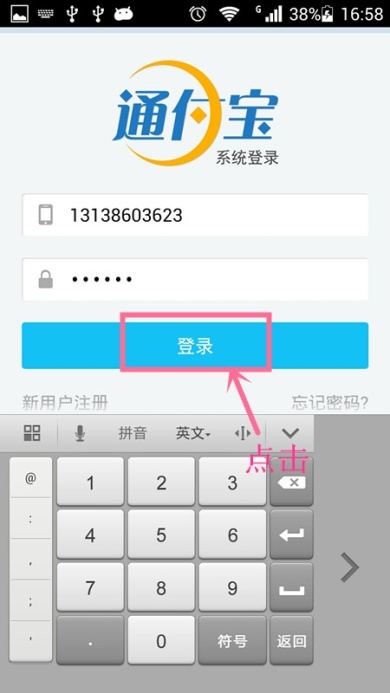 G 38% 16:58
通付宝
系统登录
13138603623
••••••
登录
新用户注册 忘记密码?
点击
拼音 英文
@ 1 2 3
: 4 5 6
, 7 8 9
;
' . 0 符号 返回